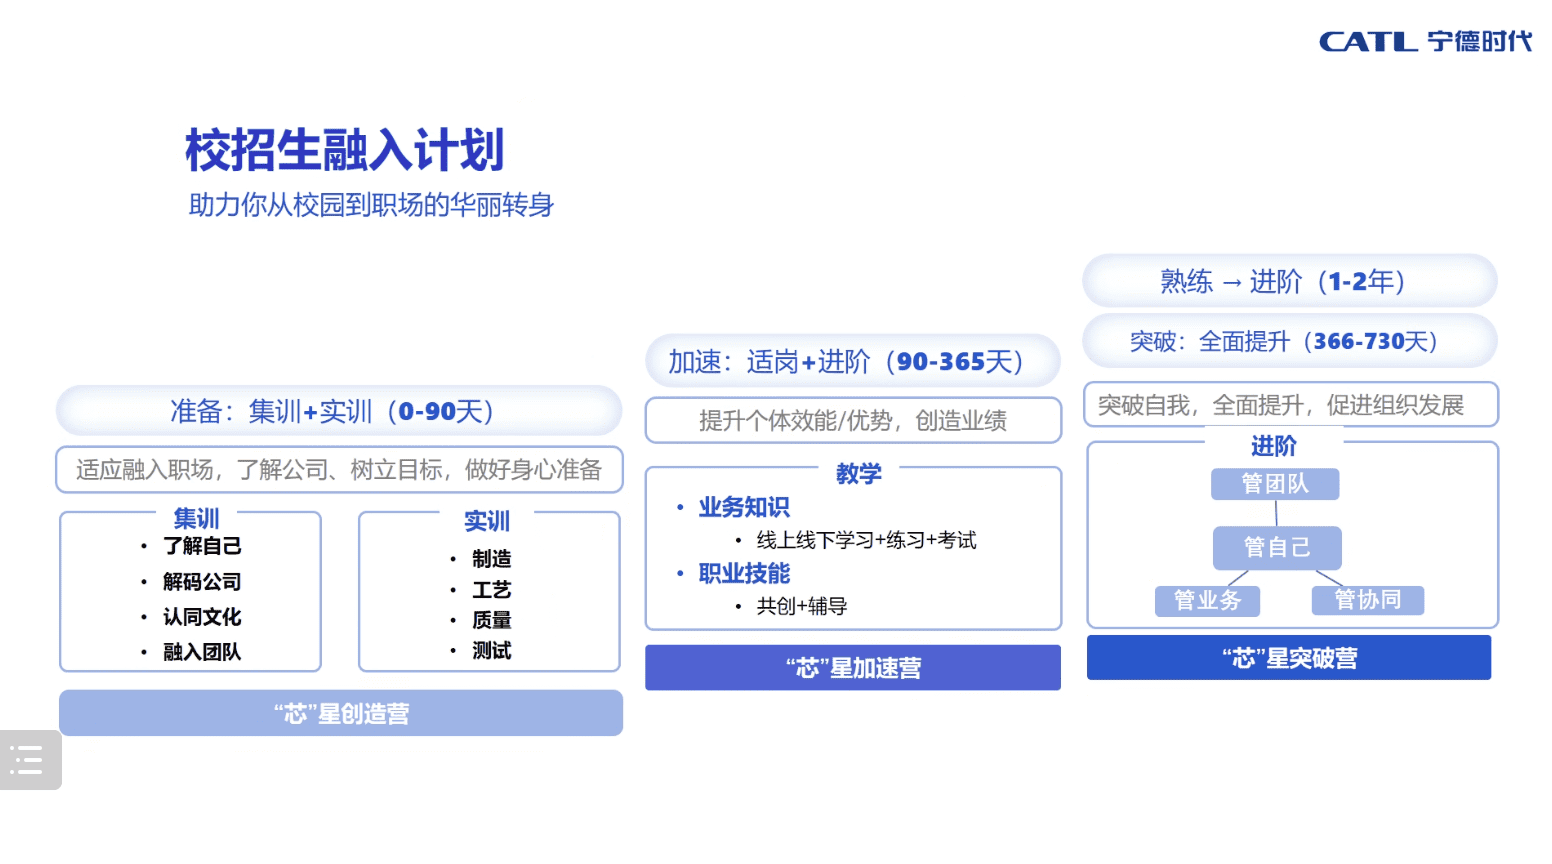 CATL 宁德时代
校招生融入计划
助力你从校园到职场的华丽转身
准备：集训+实训（0-90天）
适应融入职场，了解公司、树立目标，做好身心准备
集训
• 了解自己
• 解码公司
• 认同文化
• 融入团队
实训
• 制造
• 工艺
• 质量
• 测试
“芯”星创造营
加速：适岗+进阶（90-365天）
提升个体效能/优势，创造业绩
教学
• 业务知识
• 线上线下学习+练习+考试
• 职业技能
• 共创+辅导
“芯”星加速营
熟练 → 进阶（1-2年）
突破：全面提升（366-730天）
突破自我，全面提升，促进组织发展
进阶
管团队
管自己
管业务
管协同
“芯”星突破营